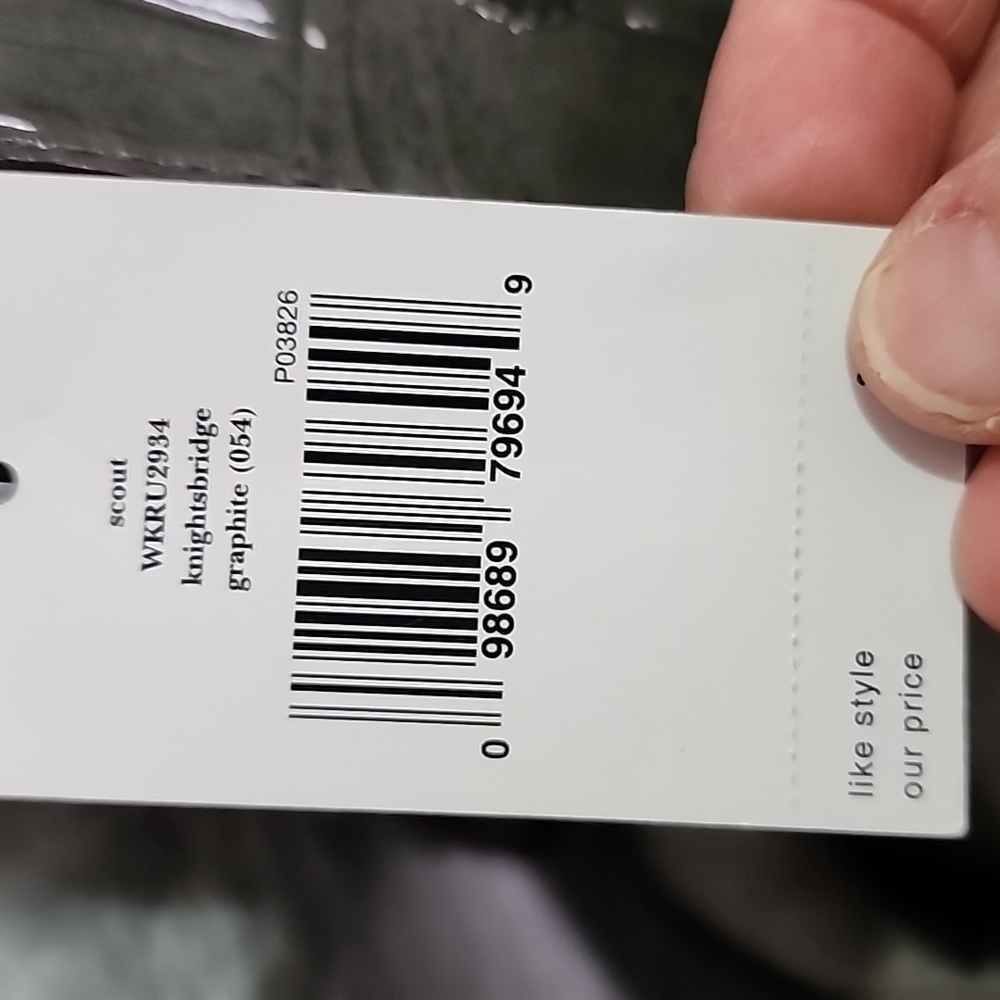 scout
WKRU2934
knightsbridge
graphite (054)
P03826
0 98689 79694 9
like style
our price